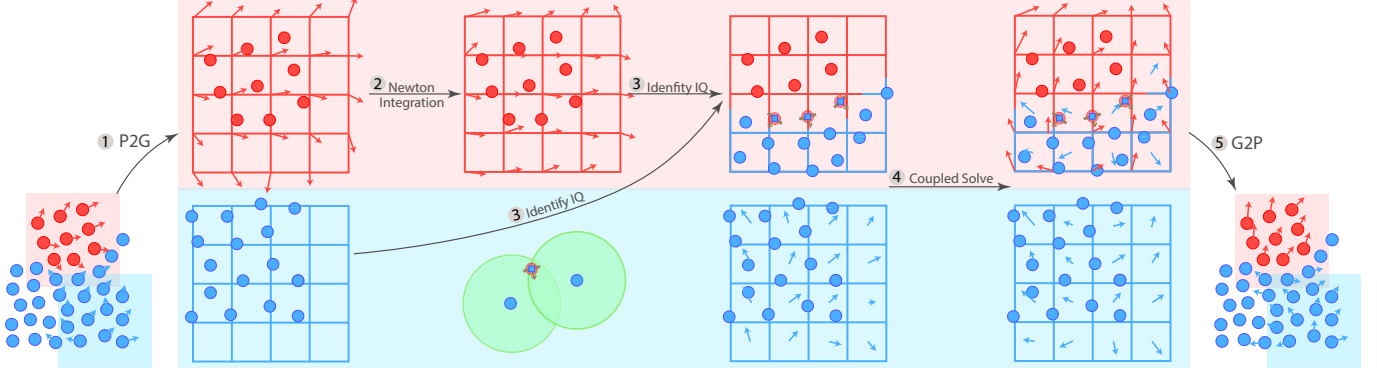 1 P2G
2 Newton
Integration
3 Idenfity IQ
3 Identify IQ
4 Coupled Solve
5 G2P